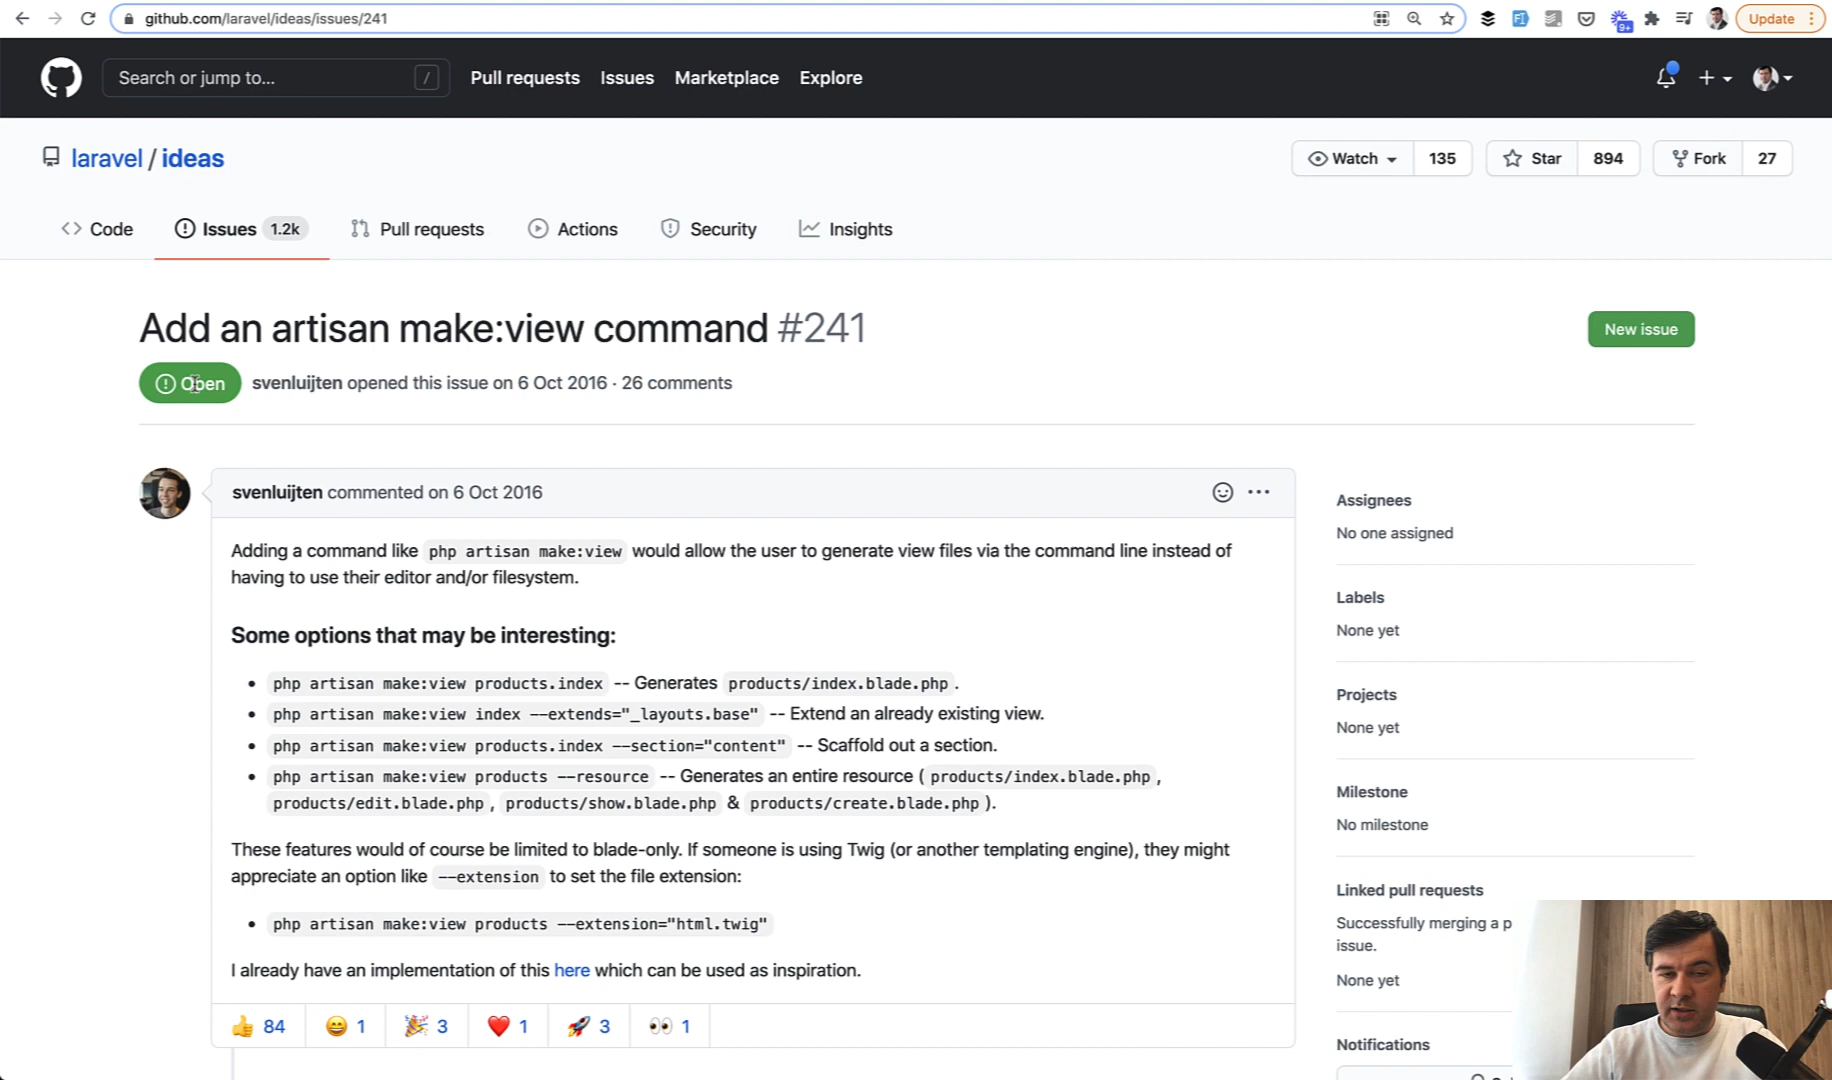 github.com/laravel/ideas/issues/241
9+
Update
Search or jump to...
/
Pull requests
Issues
Marketplace
Explore
laravel / ideas
Watch
135
Star
894
Fork
27
Code
Issues 1.2k
Pull requests
Actions
Security
Insights
Add an artisan make:view command #241
New issue
Open
svenluijten opened this issue on 6 Oct 2016 · 26 comments
svenluijten commented on 6 Oct 2016
Adding a command like php artisan make:view would allow the user to generate view files via the command line instead of
having to use their editor and/or filesystem.
Some options that may be interesting:
• php artisan make:view products.index -- Generates products/index.blade.php.
• php artisan make:view index --extends="_layouts.base" -- Extend an already existing view.
• php artisan make:view products.index --section="content" -- Scaffold out a section.
• php artisan make:view products --resource -- Generates an entire resource ( products/index.blade.php ,
products/edit.blade.php , products/show.blade.php & products/create.blade.php ).
These features would of course be limited to blade-only. If someone is using Twig (or another templating engine), they might
appreciate an option like --extension to set the file extension:
• php artisan make:view products --extension="html.twig"
I already have an implementation of this here which can be used as inspiration.
84
1
3
1
3
1
Assignees
No one assigned
Labels
None yet
Projects
None yet
Milestone
No milestone
Linked pull requests
Successfully merging a p
issue.
None yet
Notifications